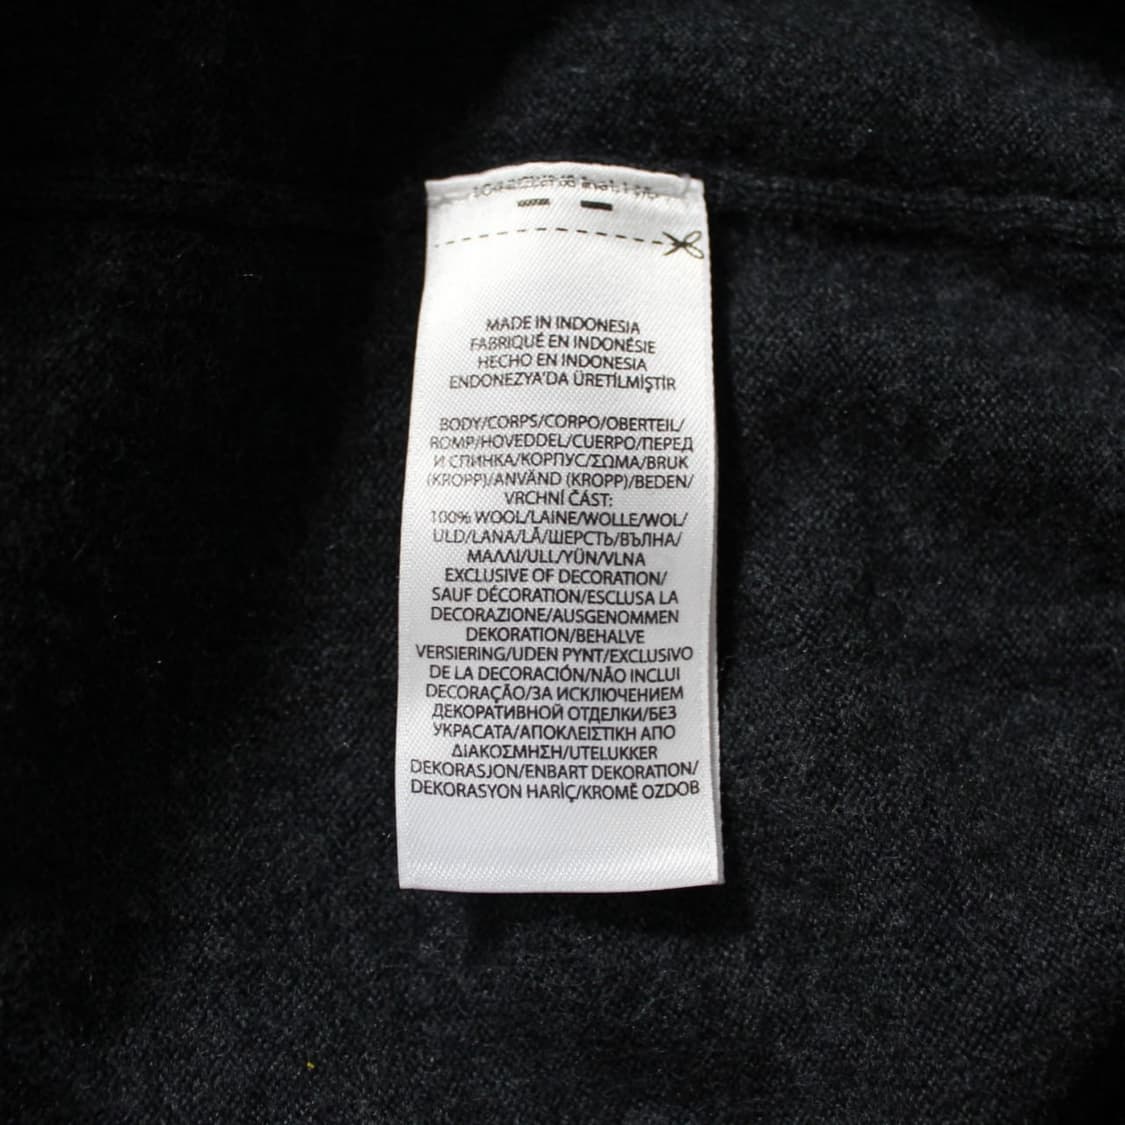 MADE IN INDONESIA
FABRIQUÉ EN INDONÉSIE
HECHO EN INDONESIA
ENDONEZYA'DA ÜRETİLMİŞTİR
BODY/CORPS/CORPO/OBERTEIL/
ROMP/HOVEDDEL/CUERPO/ПЕРЕД
И СПИНКА/КОРПУС/ΣΩΜΑ/BRUK
(KROPP)/ANVÄND (KROPP)/BEDEN/
VRCHNÍ ČÁST:
100% WOOL/LAINE/WOLLE/WOL/
ULD/LANA/LÃ/ШЕРСТЬ/ВЪЛНА/
ΜΑΛΛΙ/ULL/YÜN/VLNA
EXCLUSIVE OF DECORATION/
SAUF DÉCORATION/ESCLUSA LA
DECORAZIONE/AUSGENOMMEN
DEKORATION/BEHALVE
VERSIERING/UDEN PYNT/EXCLUSIVO
DE LA DECORACIÓN/NÃO INCLUI
DECORAÇÃO/ЗА ИСКЛЮЧЕНИЕМ
ДЕКОРАТИВНОЙ ОТДЕЛКИ/БЕЗ
УКРАСАТА/ΑΠΟΚΛΕΙΣΤΙΚΗ ΑΠΟ
ΔΙΑΚΟΣΜΗΣΗ/UTELUKKER
DEKORASJON/ENBART DEKORATION/
DEKORASYON HARİÇ/KROMĚ OZDOB